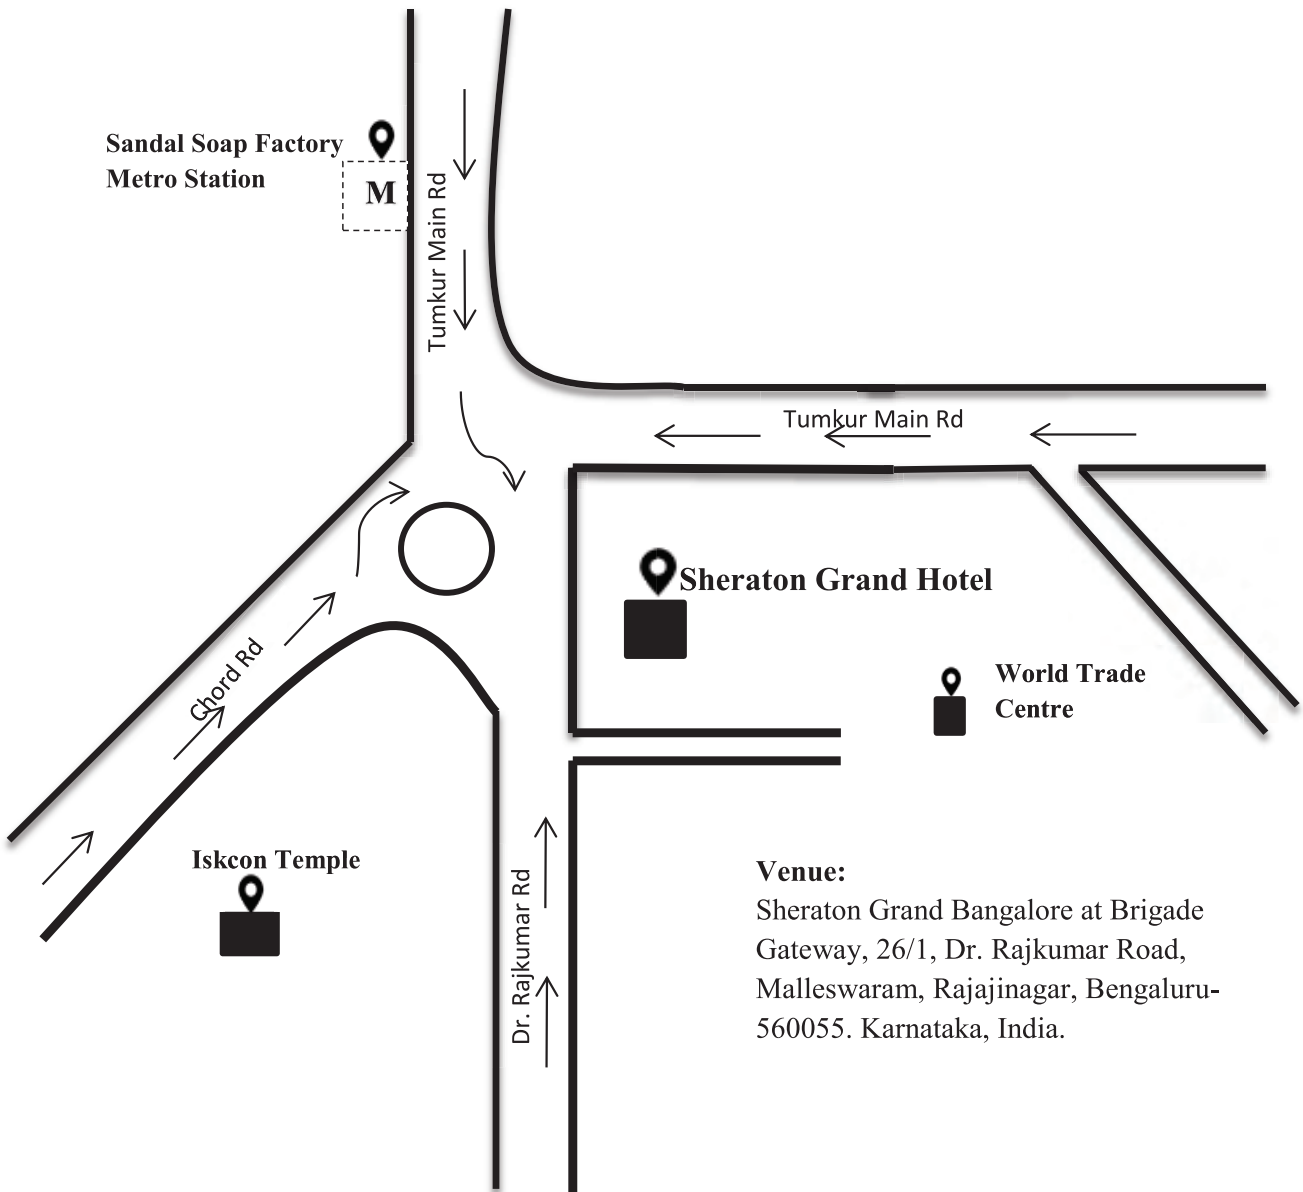 Sandal Soap Factory
Metro Station
M
Tumkur Main Rd
Tumkur Main Rd
Sheraton Grand Hotel
Chord Rd
World Trade
Centre
Iskcon Temple
Dr. Rajkumar Rd
Venue:
Sheraton Grand Bangalore at Brigade
Gateway, 26/1, Dr. Rajkumar Road,
Malleswaram, Rajajinagar, Bengaluru-
560055. Karnataka, India.